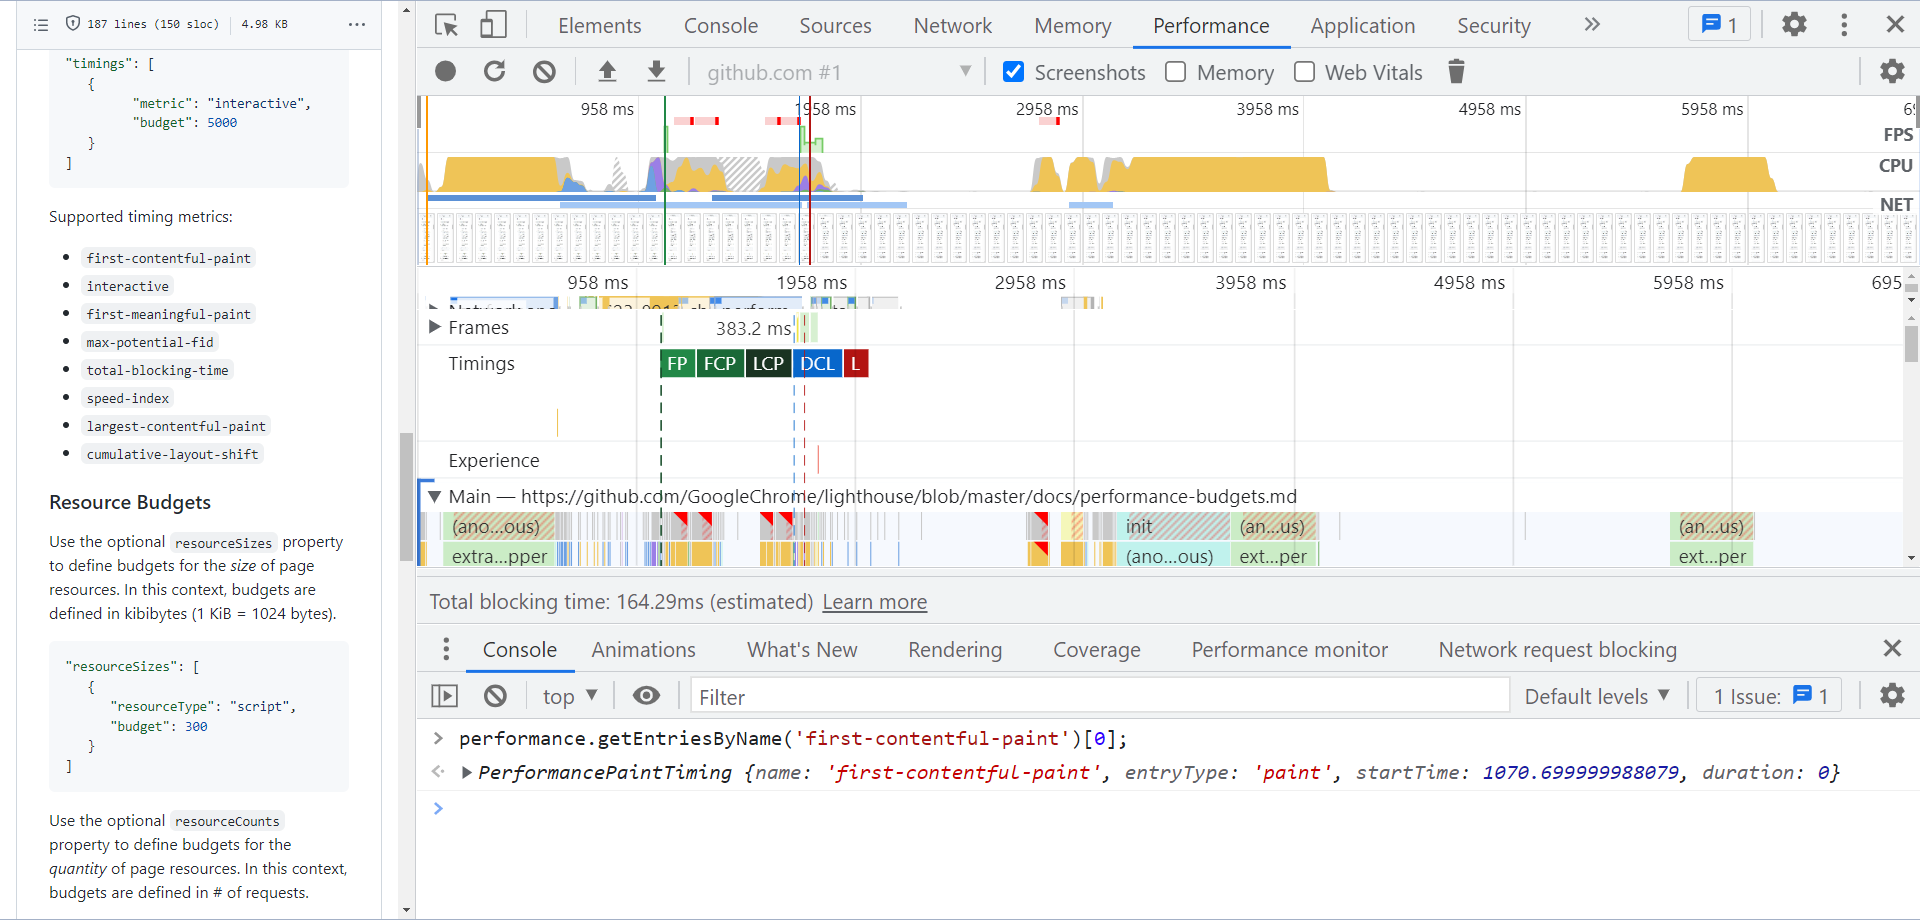 187 lines (150 sloc) 4.98 KB
"timings": [
{
"metric": "interactive",
"budget": 5000
}
]
Supported timing metrics:
first-contentful-paint
interactive
first-meaningful-paint
max-potential-fid
total-blocking-time
speed-index
largest-contentful-paint
cumulative-layout-shift
Resource Budgets
Use the optional resourceSizes property
to define budgets for the size of page
resources. In this context, budgets are
defined in kibibytes (1 KiB = 1024 bytes).
"resourceSizes": [
{
"resourceType": "script",
"budget": 300
}
]
Use the optional resourceCounts
property to define budgets for the
quantity of page resources. In this context,
budgets are defined in # of requests.
Elements Console Sources Network Memory Performance Application Security 1
github.com #1 Screenshots Memory Web Vitals
958 ms 1958 ms 2958 ms 3958 ms 4958 ms 5958 ms
FPS
CPU
NET
958 ms 1958 ms 2958 ms 3958 ms 4958 ms 5958 ms 695
Frames 383.2 ms
Timings FP FCP LCP DCL L
Experience
Main — https://github.com/GoogleChrome/lighthouse/blob/master/docs/performance-budgets.md
(ano...ous) init (an...us) (an...us)
extra...pper (ano...ous) ext...per ext...per
Total blocking time: 164.29ms (estimated) Learn more
Console Animations What's New Rendering Coverage Performance monitor Network request blocking
top Filter Default levels 1 Issue: 1
performance.getEntriesByName('first-contentful-paint')[0];
PerformancePaintTiming {name: 'first-contentful-paint', entryType: 'paint', startTime: 1070.699999988079, duration: 0}